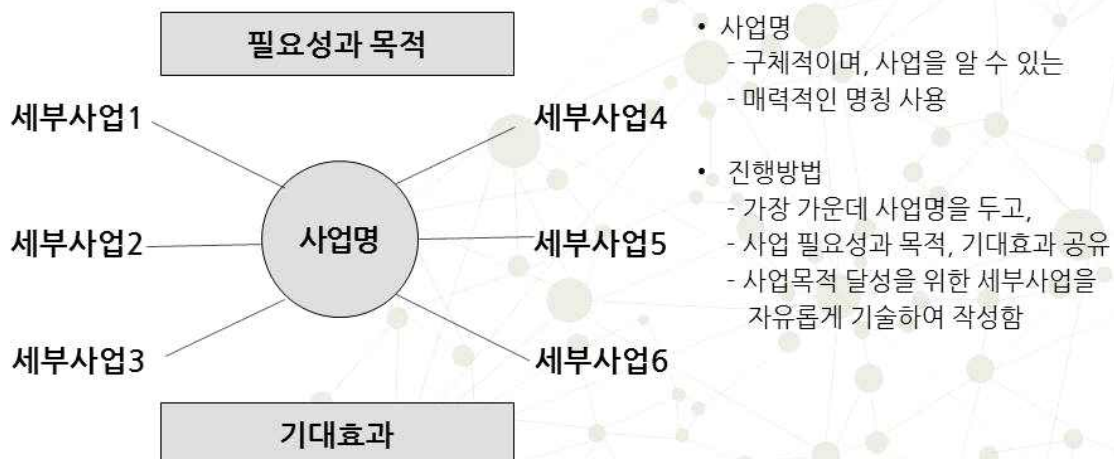 필요성과 목적
세부사업1
세부사업2
세부사업3
사업명
세부사업4
세부사업5
세부사업6
기대효과
• 사업명
- 구체적이며, 사업을 알 수 있는
- 매력적인 명칭 사용
• 진행방법
- 가장 가운데 사업명을 두고,
- 사업 필요성과 목적, 기대효과 공유
- 사업목적 달성을 위한 세부사업을
자유롭게 기술하여 작성함